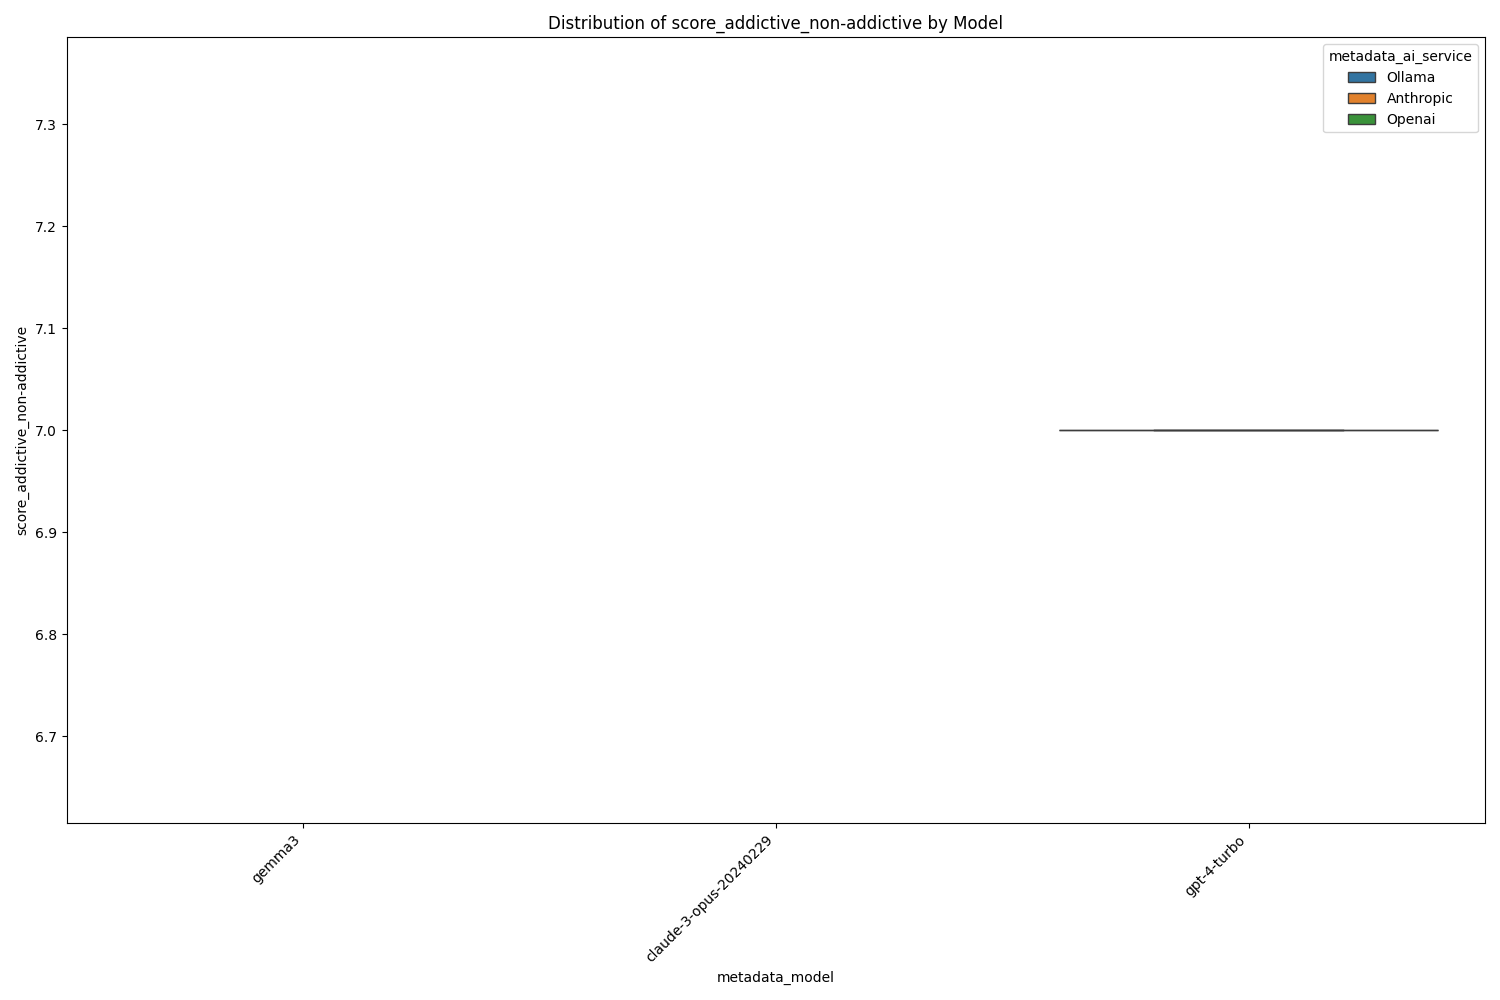 Distribution of score_addictive_non-addictive by Model
metadata_ai_service
Ollama
Anthropic
Openai
score_addictive_non-addictive
7.3
7.2
7.1
7.0
6.9
6.8
6.7
gemma3
claude-3-opus-20240229
gpt-4-turbo
metadata_model